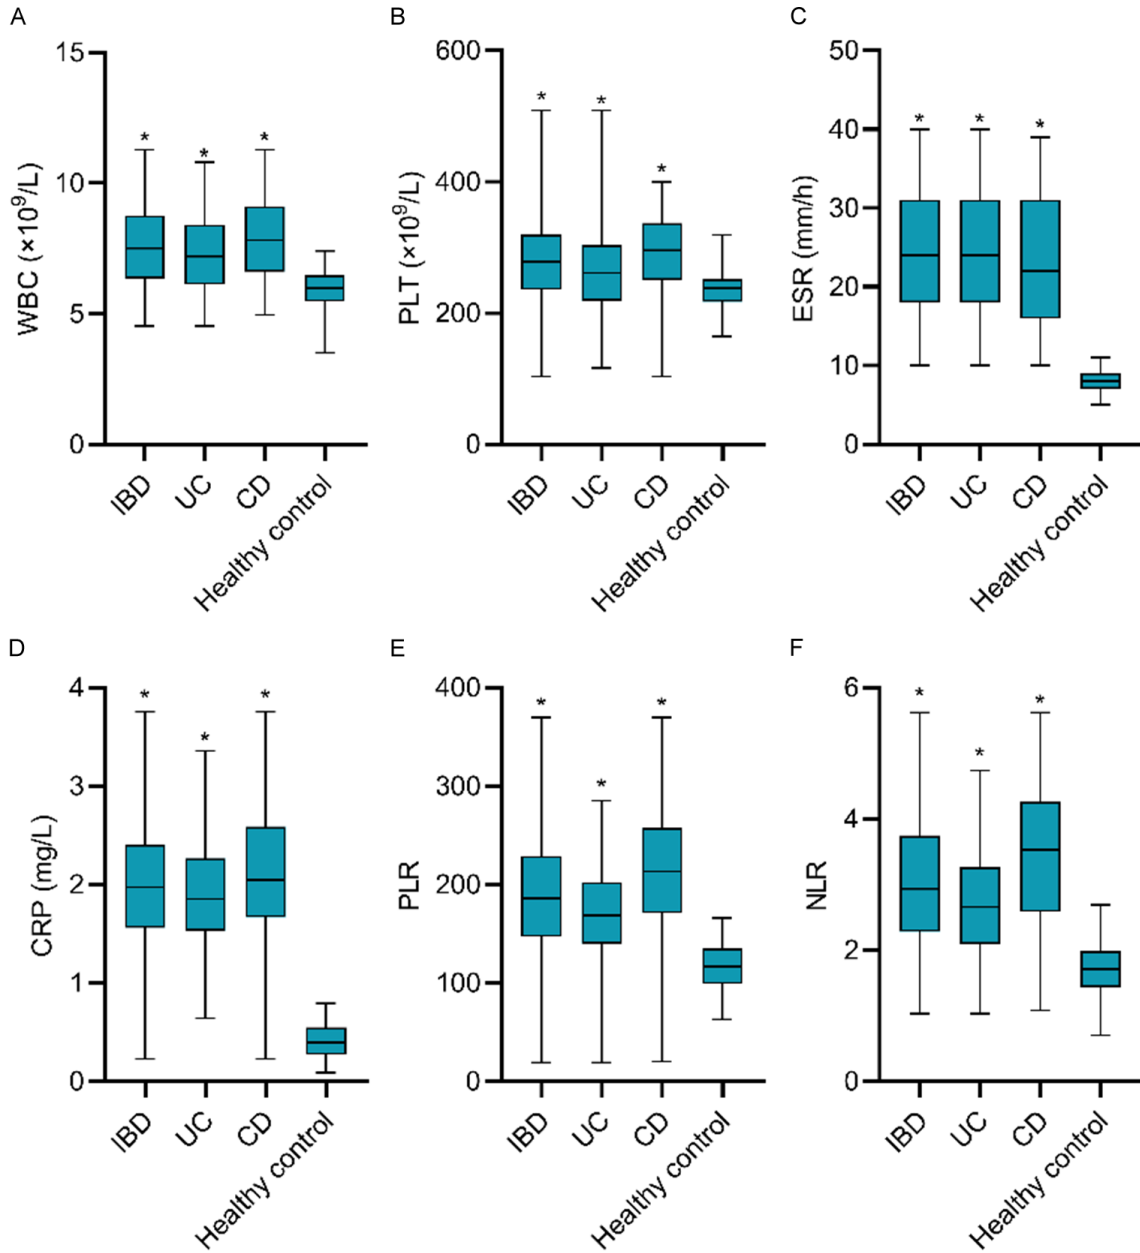 A
WBC (×10⁹/L)
15
10
5
0
*
*
*
IBD
UC
CD
Healthy control
B
PLT (×10⁹/L)
600
400
200
0
*
*
*
IBD
UC
CD
Healthy control
C
ESR (mm/h)
50
40
30
20
10
0
*
*
*
IBD
UC
CD
Healthy control
D
CRP (mg/L)
4
3
2
1
0
*
*
*
IBD
UC
CD
Healthy control
E
PLR
400
300
200
100
0
*
*
*
IBD
UC
CD
Healthy control
F
NLR
6
4
2
0
*
*
*
IBD
UC
CD
Healthy control